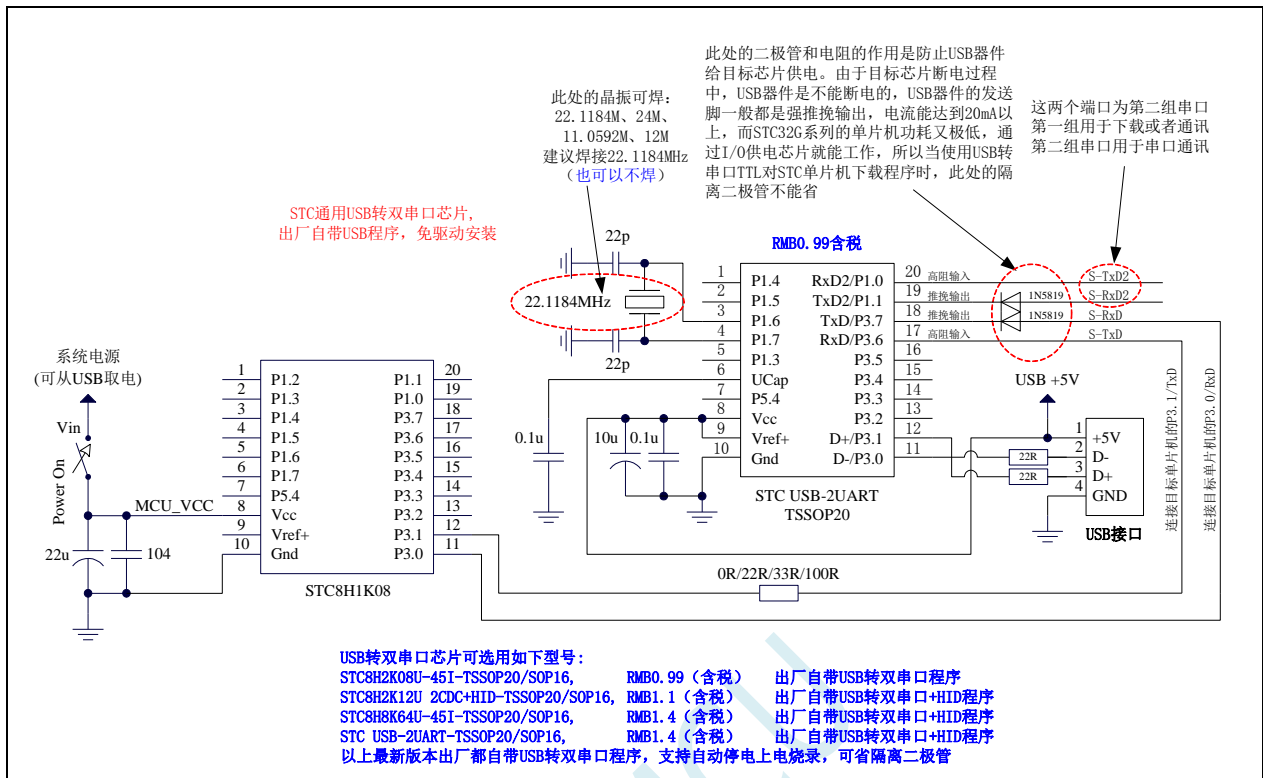 此处的二极管和电阻的作用是防止USB器件
给目标芯片供电。由于目标芯片断电过程
中，USB器件是不能断电的，USB器件的发送
脚一般都是强推挽输出，电流能达到20mA以
上，而STC32G系列的单片机功耗又极低，通
过I/O供电芯片就能工作，所以当使用USB转
串口TTL对STC单片机下载程序时，此处的隔
离二极管不能省
此处的晶振可焊：
22.1184M、24M、
11.0592M、12M
建议焊接22.1184MHz
（也可以不焊）
这两个端口为第二组串口
第一组用于下载或者通讯
第二组串口用于串口通讯
STC通用USB转双串口芯片,
出厂自带USB程序，免驱动安装
RMB0.99含税
22p
22.1184MHz
22p
1 P1.4 RxD2/P1.0 20 高阻输入 S-TxD2
2 P1.5 TxD2/P1.1 19 推挽输出 1N5819 S-RxD2
3 P1.6 TxD/P3.7 18 推挽输出 1N5819 S-RxD
4 P1.7 RxD/P3.6 17 高阻输入 S-TxD
5 P1.3 P3.5 16
6 UCap P3.4 15
7 P5.4 P3.3 14
8 Vcc P3.2 13
9 Vref+ D+/P3.1 12
10 Gnd D-/P3.0 11
STC USB-2UART
TSSOP20
0.1u
10u
0.1u
USB +5V
1 +5V
2 D-
3 D+
4 GND
22R
22R
USB接口
连接目标单片机的P3.1/TxD
连接目标单片机的P3.0/RxD
系统电源
(可从USB取电)
Vin
Power On
MCU_VCC
22u
104
1 P1.2 P1.1 20
2 P1.3 P1.0 19
3 P1.4 P3.7 18
4 P1.5 P3.6 17
5 P1.6 P3.5 16
6 P1.7 P3.4 15
7 P5.4 P3.3 14
8 Vcc P3.2 13
9 Vref+ P3.1 12
10 Gnd P3.0 11
STC8H1K08
0R/22R/33R/100R
USB转双串口芯片可选用如下型号:
STC8H2K08U-45I-TSSOP20/SOP16, RMB0.99（含税） 出厂自带USB转双串口程序
STC8H2K12U 2CDC+HID-TSSOP20/SOP16, RMB1.1（含税） 出厂自带USB转双串口+HID程序
STC8H8K64U-45I-TSSOP20/SOP16, RMB1.4（含税） 出厂自带USB转双串口+HID程序
STC USB-2UART-TSSOP20/SOP16, RMB1.4（含税） 出厂自带USB转双串口+HID程序
以上最新版本出厂都自带USB转双串口程序，支持自动停电上电烧录，可省隔离二极管